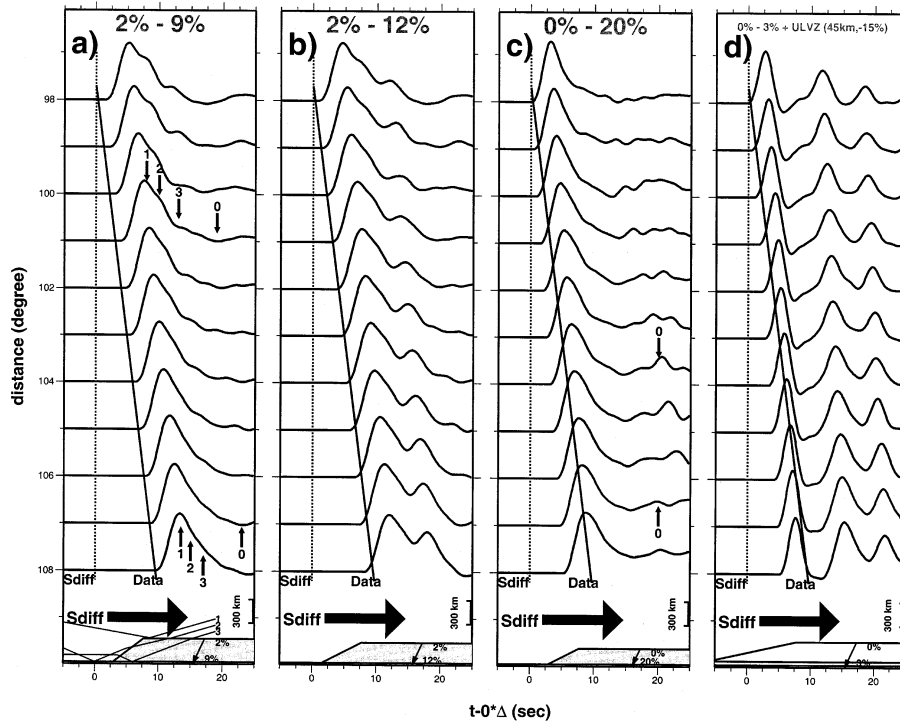 2% - 9%
2% - 12%
0% - 20%
0% - 3% + ULVZ (45km,-15%)
a)
b)
c)
d)
distance (degree)
98
100
102
104
106
108
1
2
3
0
1
2
3
0
0
0
Sdiff
Data
Sdiff
Data
Sdiff
Data
Sdiff
Data
Sdiff
300 km
1
2
3
2%
9%
Sdiff
300 km
2%
12%
Sdiff
300 km
0%
20%
Sdiff
300 km
0%
3%
0
10
20
0
10
20
0
10
20
0
10
20
t-0*Δ (sec)